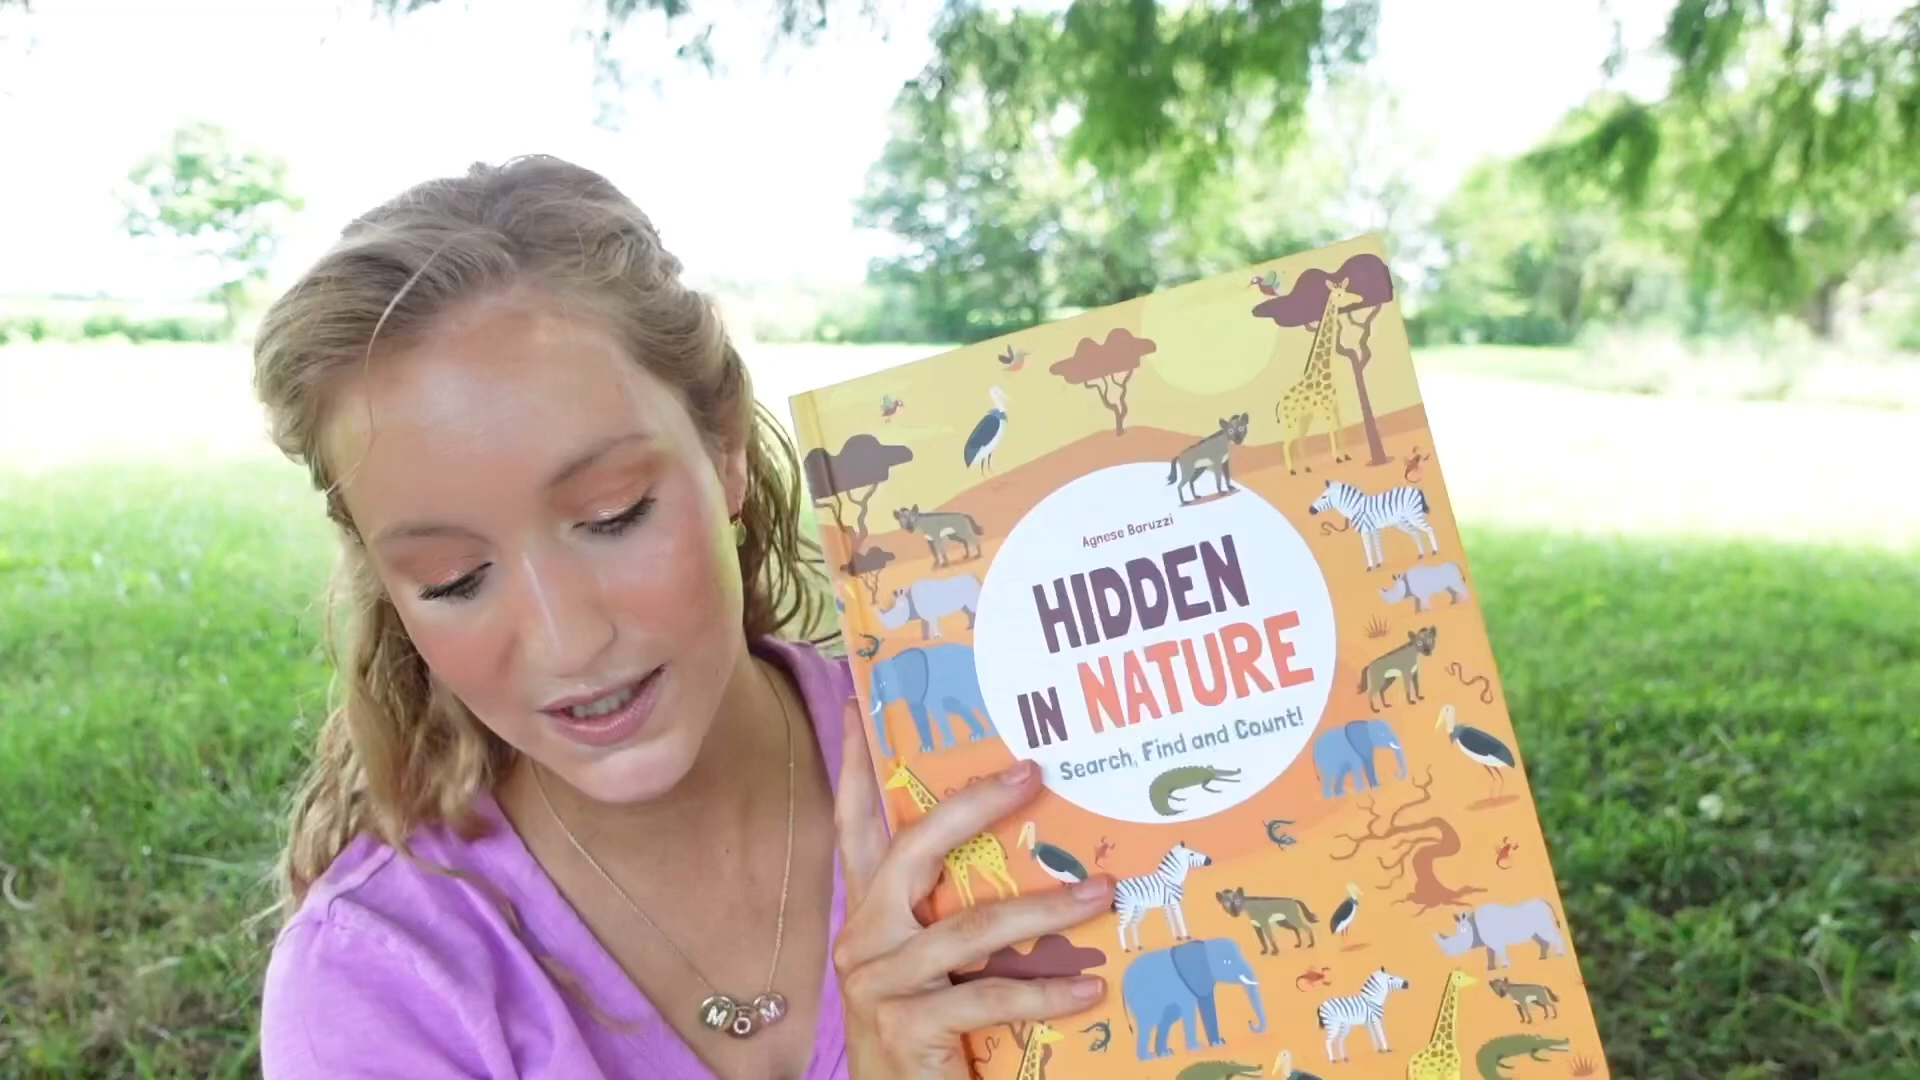 Agnese Baruzzi
HIDDEN
IN NATURE
Search, Find and Count!
MOM